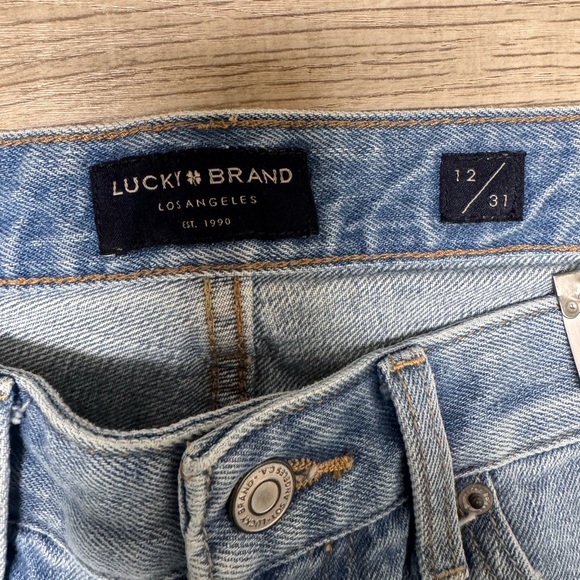 LUCKY BRAND
LOS ANGELES
EST. 1990
12
31